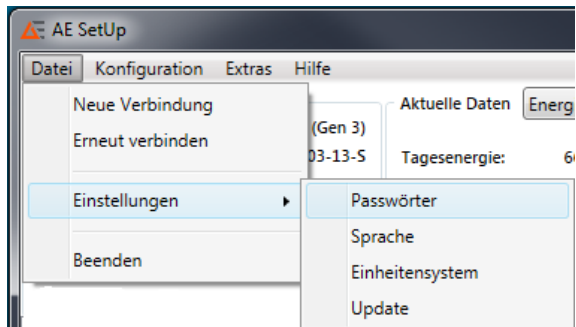 AE SetUp
Datei Konfiguration Extras Hilfe
Neue Verbindung
Erneut verbinden
Einstellungen
Beenden
(Gen 3)
03-13-S
Aktuelle Daten
Tagesenergie:
Passwörter
Sprache
Einheitensystem
Update